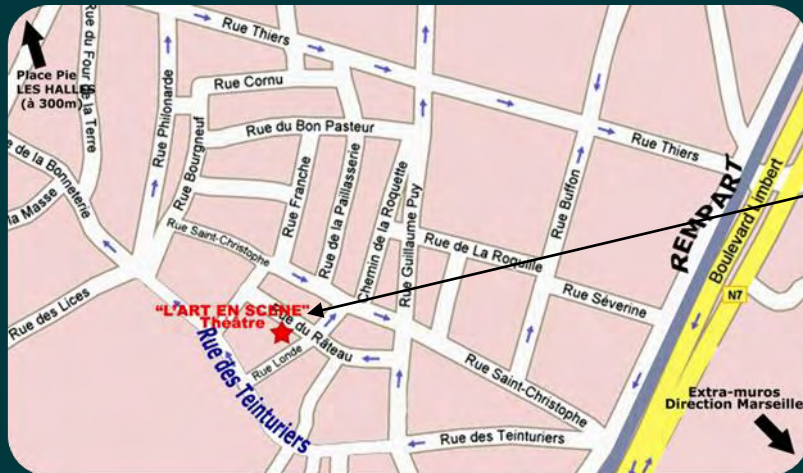 Rue Thiers
Rue du Four de la Terre
Place Pie
LES HALLES
(à 300m)
Rue Philonarde
Rue Cornu
Rue du Bon Pasteur
Rue Thiers
Rue Bourgneuf
Rue Franche
Rue de la Paillasserie
Chemin de la Roquette
Rue Guillaume Puy
Rue Buffon
REMPART
Boulevard Limbert
e de la Bonneterie
la Masse
Rue Saint-Christophe
Rue de La Roquille
Rue Séverine
N7
Rue des Lices
"L'ART EN SCENE"
Théatre
du Râteau
Rue Londe
Rue des Teinturiers
Rue Saint-Christophe
Rue des Teinturiers
Extra-muros
Direction Marseille